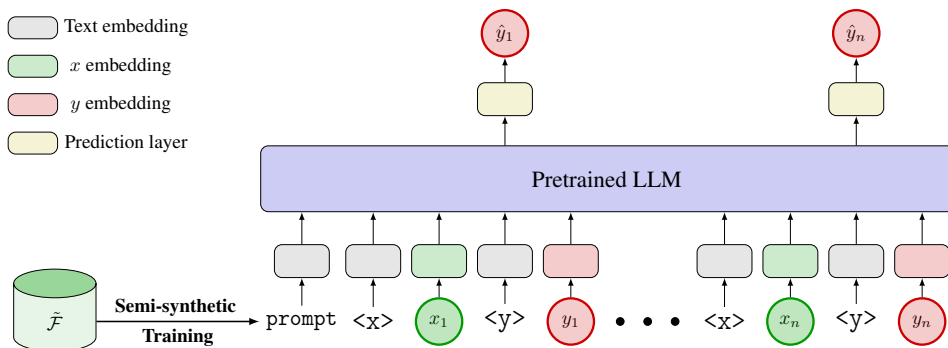 Text embedding
x embedding
y embedding
Prediction layer
ŷ₁ ŷₙ
Pretrained LLM
F̃
Semi-synthetic
Training
prompt <x> x₁ <y> y₁ • • • <x> xₙ <y> yₙ